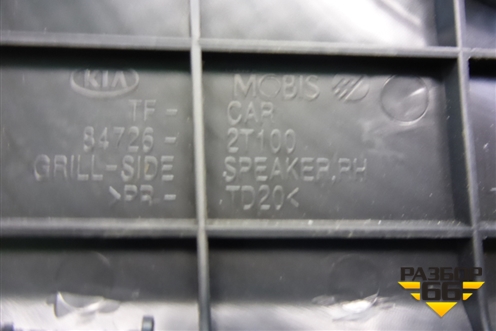 KIA MOBIS
TF- CAR
84726- 2T100
GRILL-SIDE SPEAKER,RH
>PP- TD20<
РАЗБОР
66